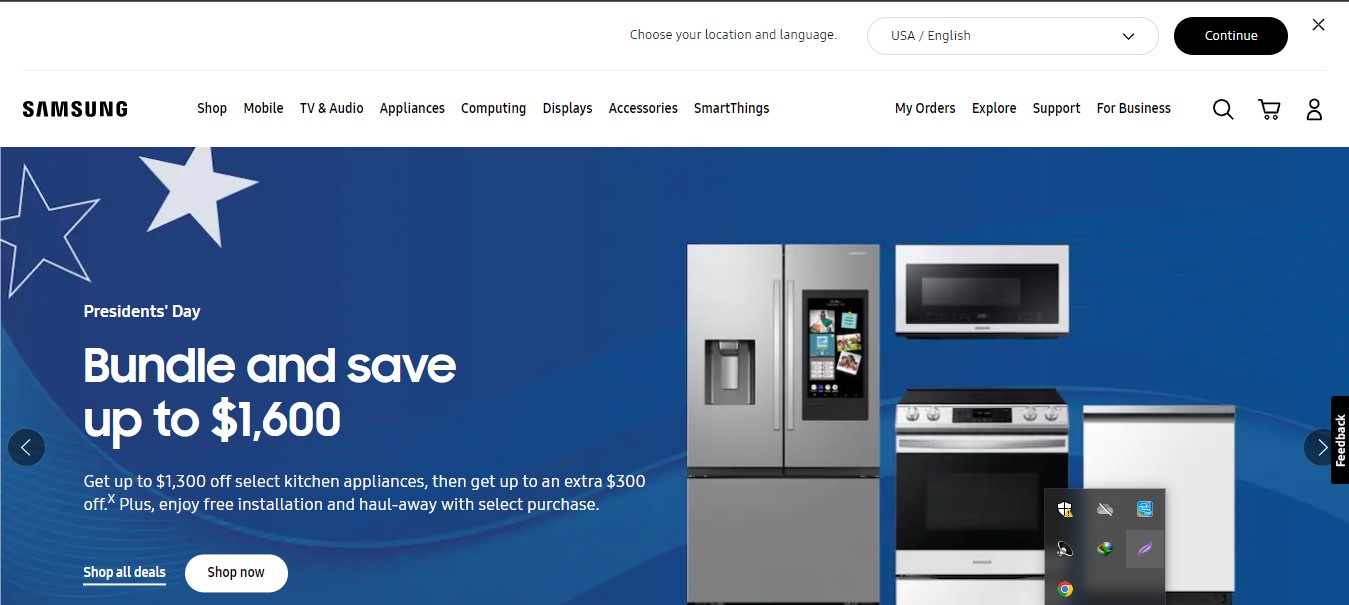 Choose your location and language.
USA / English
Continue
SAMSUNG
Shop Mobile TV & Audio Appliances Computing Displays Accessories SmartThings
My Orders Explore Support For Business
Presidents' Day
Bundle and save
up to $1,600
Get up to $1,300 off select kitchen appliances, then get up to an extra $300
off.X Plus, enjoy free installation and haul-away with select purchase.
Shop all deals
Shop now
Feedback